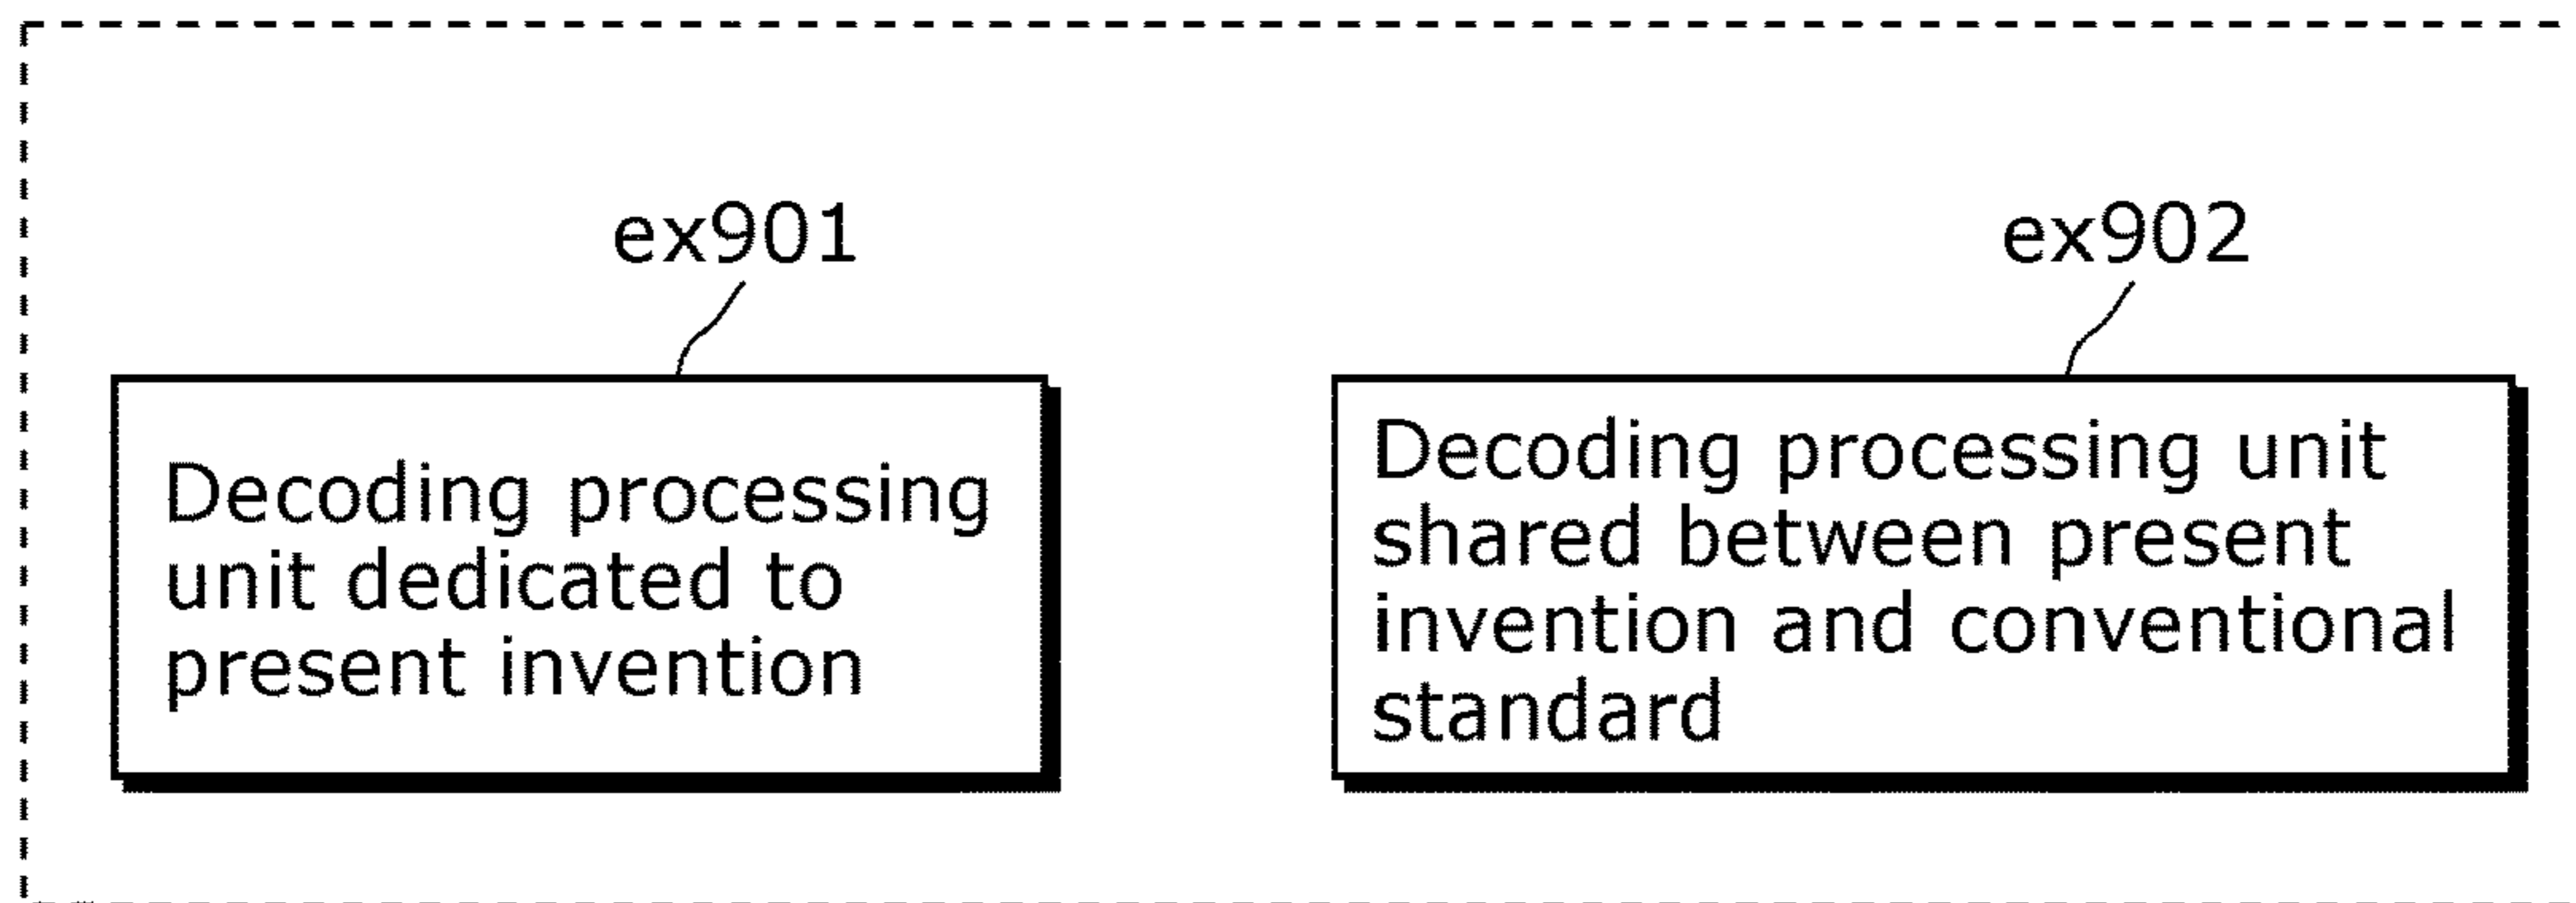 ex901
ex902
Decoding processing
unit dedicated to
present invention
Decoding processing unit
shared between present
invention and conventional
standard